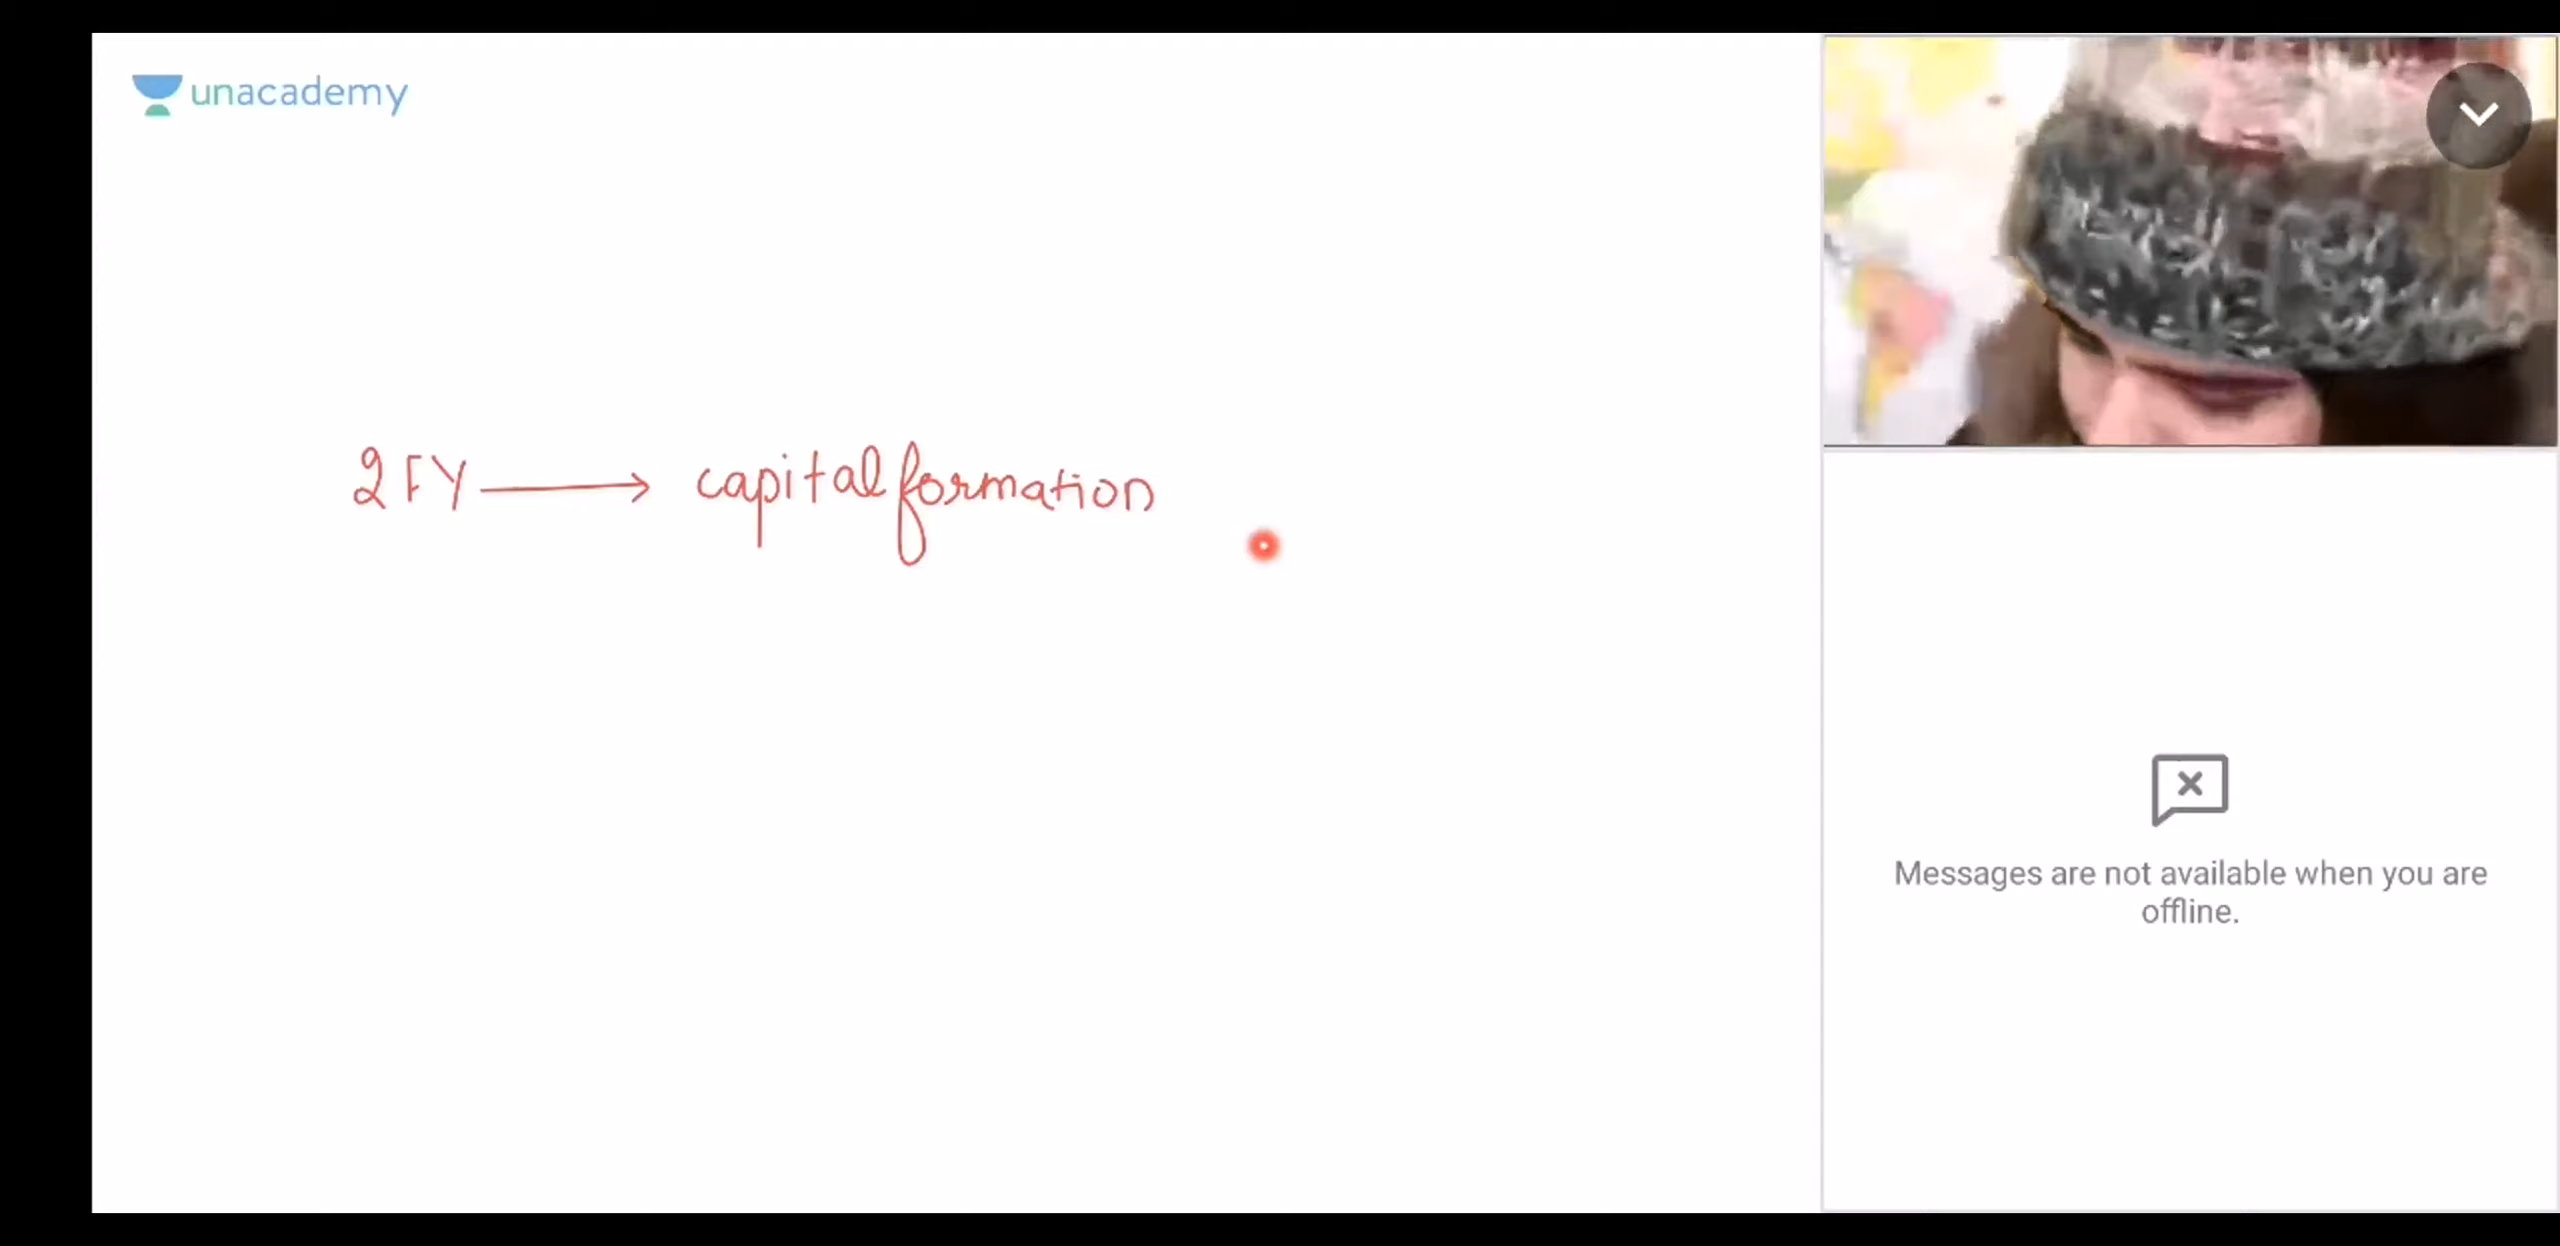 unacademy
2FY → capital formation
Messages are not available when you are
offline.